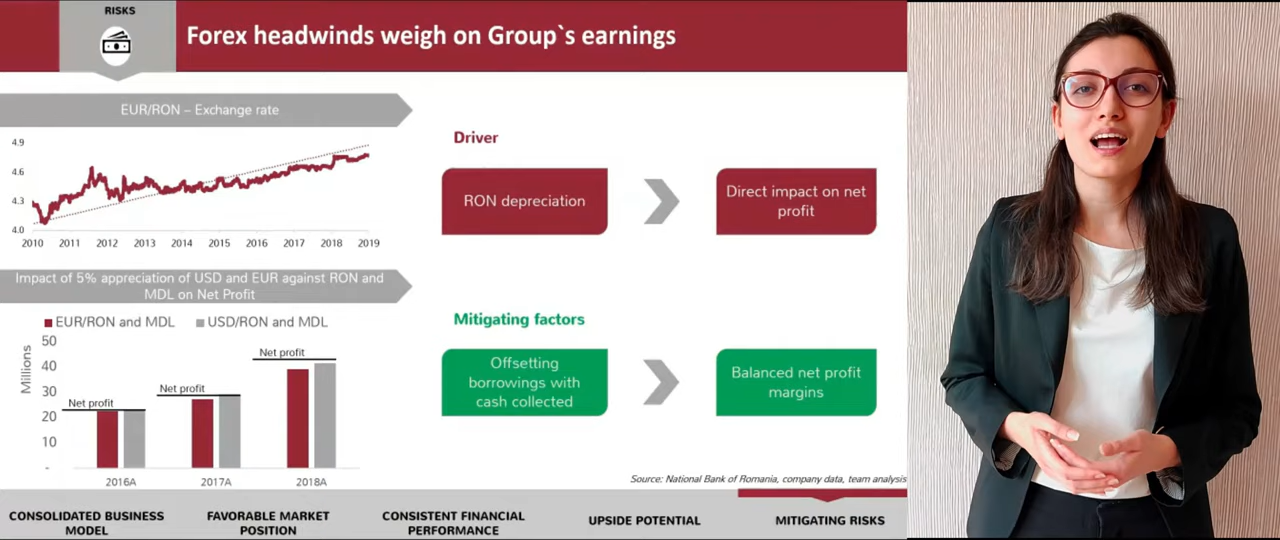 RISKS
Forex headwinds weigh on Group`s earnings
EUR/RON – Exchange rate
4.9
4.6
4.3
4.0
2010 2011 2012 2013 2014 2015 2016 2017 2018 2019
Driver
RON depreciation
Direct impact on net
profit
Impact of 5% appreciation of USD and EUR against RON and
MDL on Net Profit
EUR/RON and MDL USD/RON and MDL
Millions
50
40
30
20
10
-
Net profit
Net profit
Net profit
2016A 2017A 2018A
Mitigating factors
Offsetting
borrowings with
cash collected
Balanced net profit
margins
Source: National Bank of Romania, company data, team analysis
CONSOLIDATED BUSINESS
MODEL
FAVORABLE MARKET
POSITION
CONSISTENT FINANCIAL
PERFORMANCE
UPSIDE POTENTIAL
MITIGATING RISKS